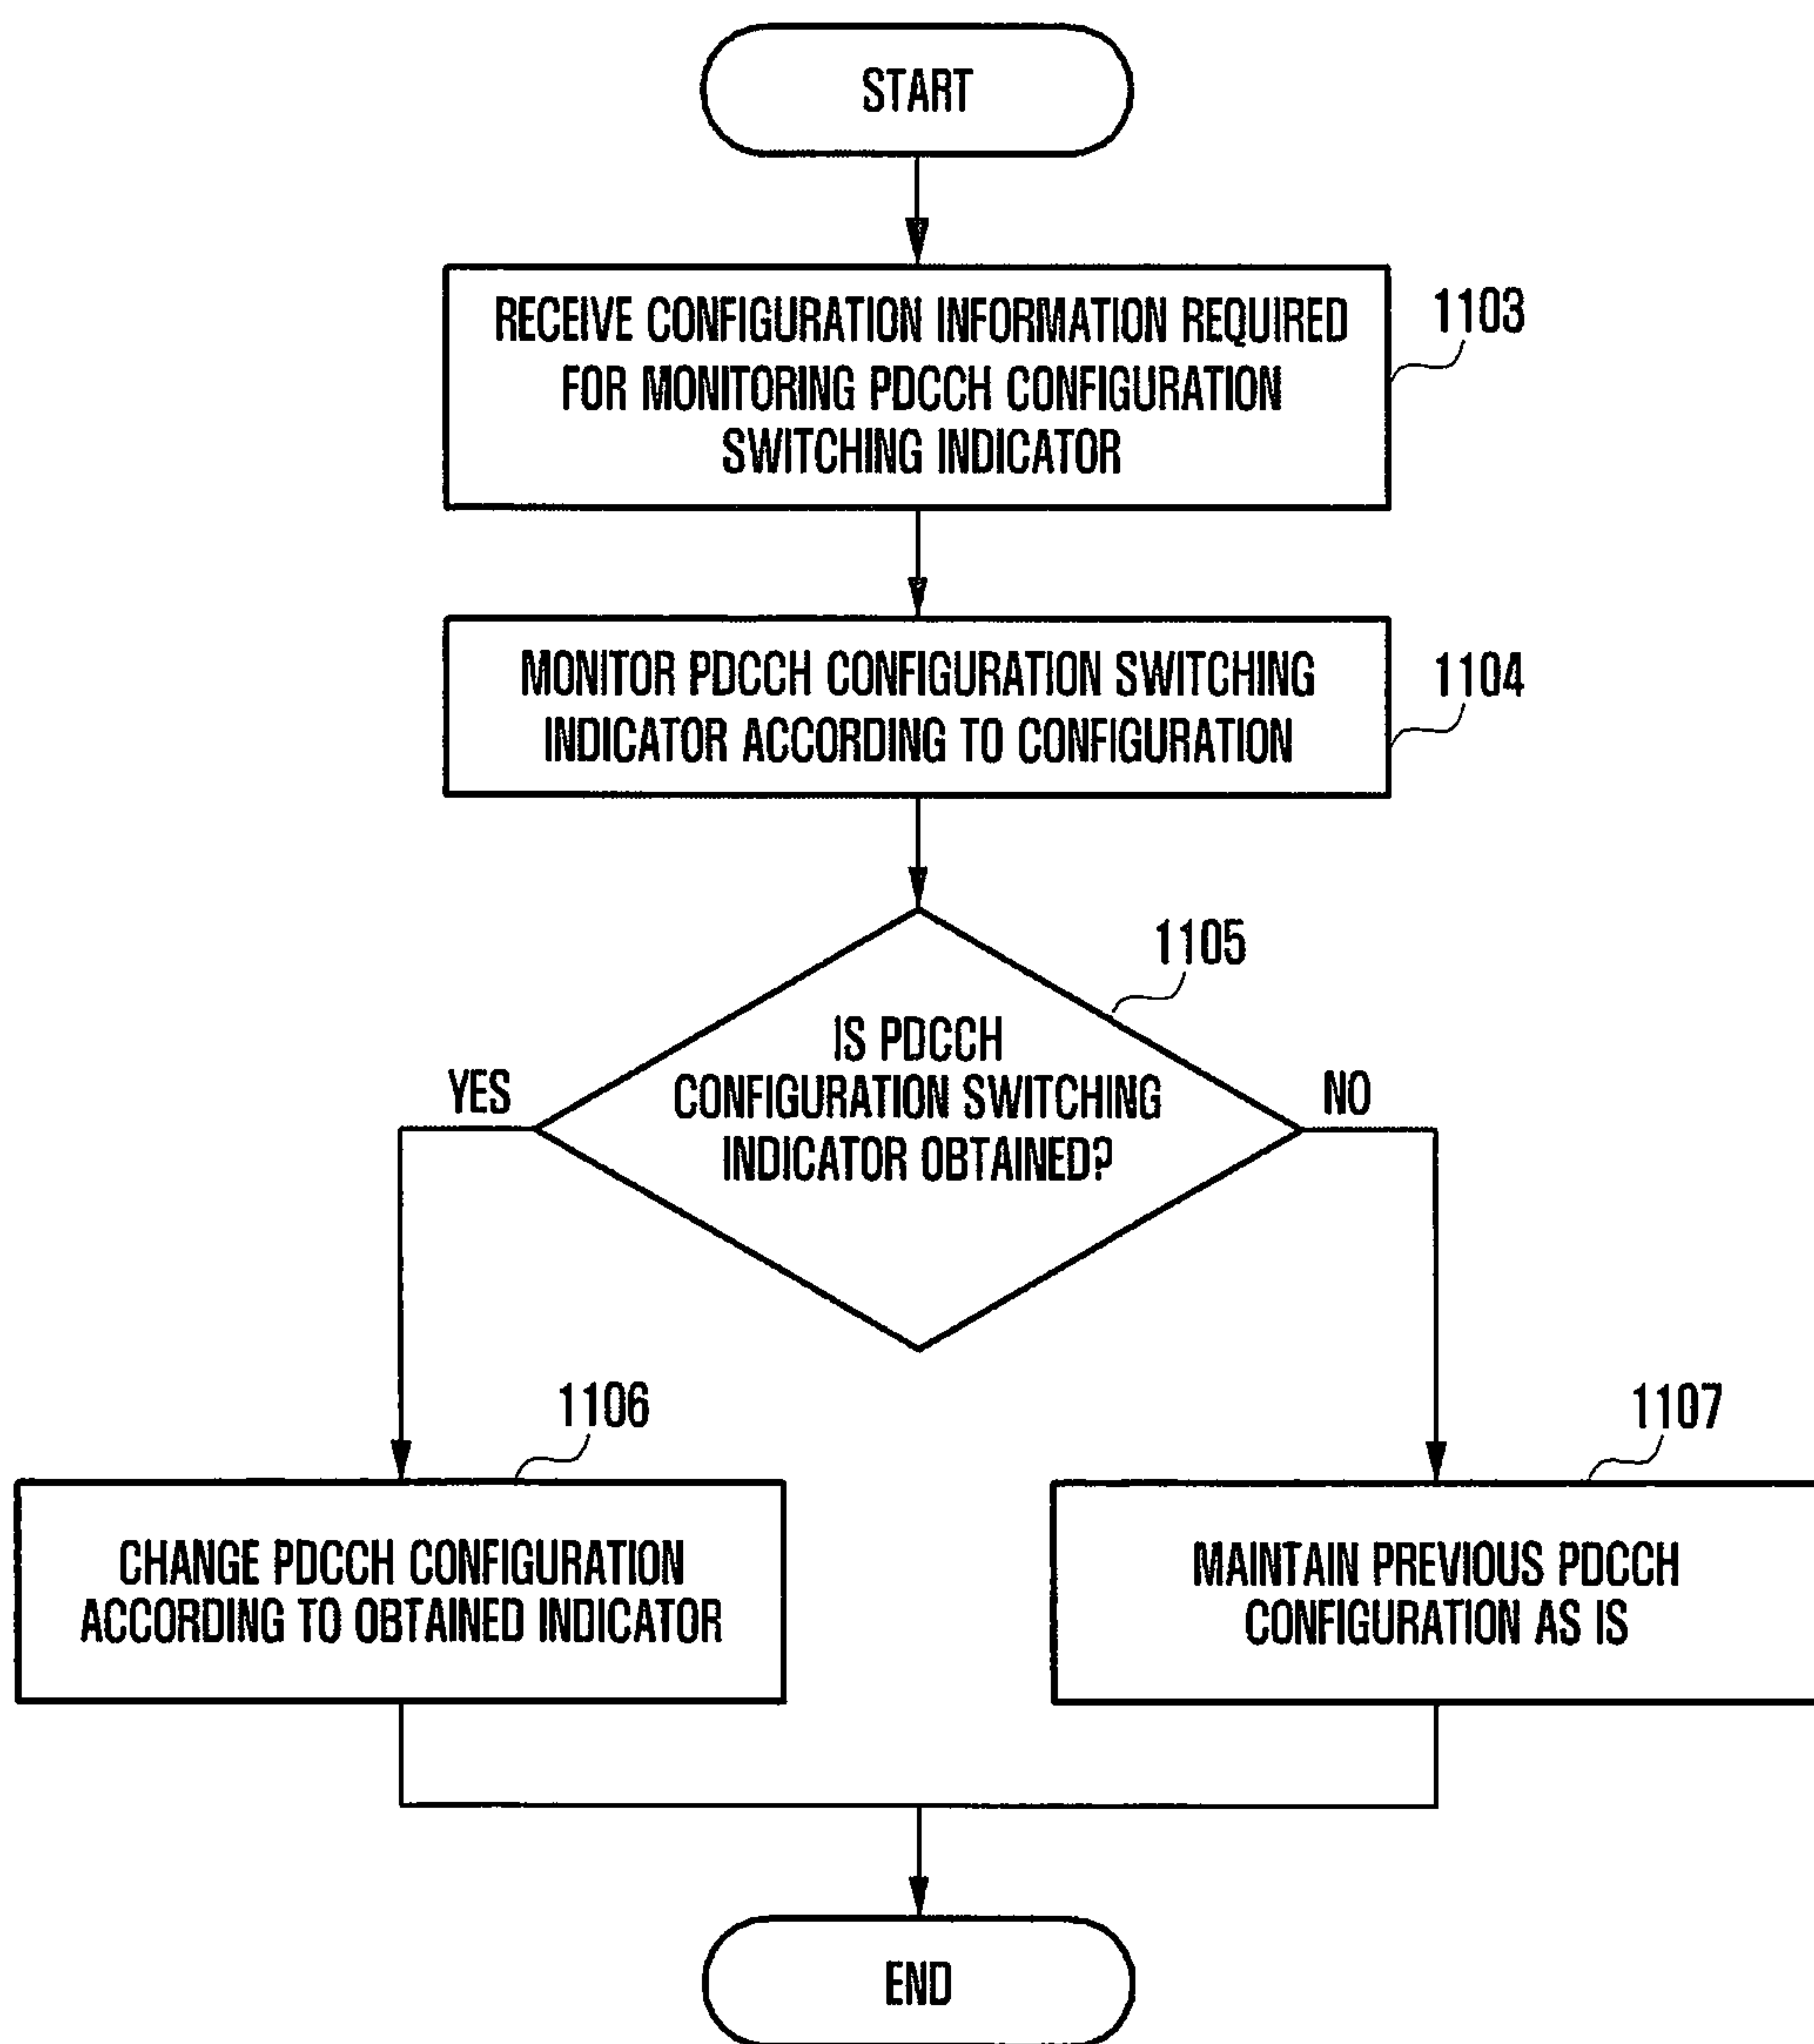 START
RECEIVE CONFIGURATION INFORMATION REQUIRED
FOR MONITORING PDCCH CONFIGURATION
SWITCHING INDICATOR
1103
MONITOR PDCCH CONFIGURATION SWITCHING
INDICATOR ACCORDING TO CONFIGURATION
1104
1105
IS PDCCH
CONFIGURATION SWITCHING
INDICATOR OBTAINED?
YES
NO
1106
CHANGE PDCCH CONFIGURATION
ACCORDING TO OBTAINED INDICATOR
1107
MAINTAIN PREVIOUS PDCCH
CONFIGURATION AS IS
END